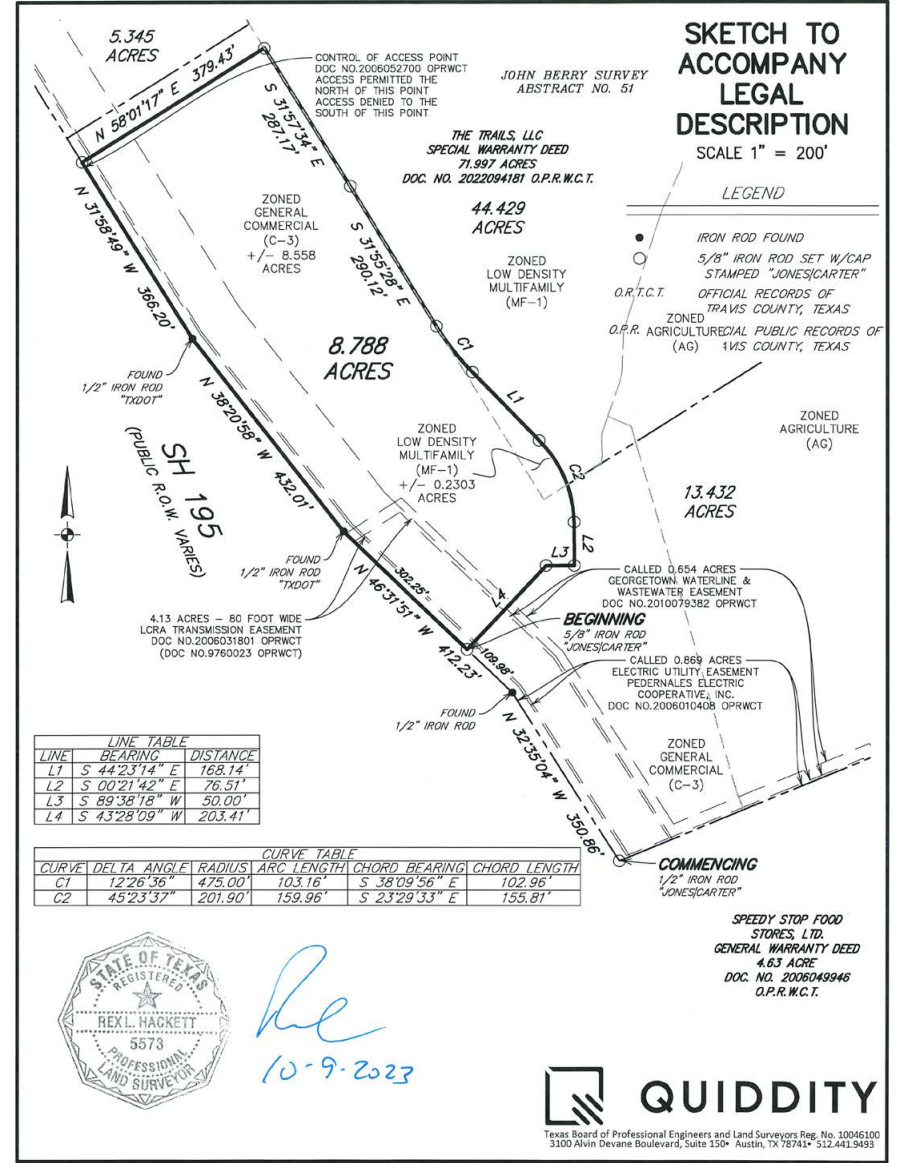 5.345
ACRES
N 58°01'17" E 379.43'
CONTROL OF ACCESS POINT
DOC NO.2006052700 OPRWCT
ACCESS PERMITTED THE
NORTH OF THIS POINT
ACCESS DENIED TO THE
SOUTH OF THIS POINT
JOHN BERRY SURVEY
ABSTRACT NO. 51
SKETCH TO
ACCOMPANY
LEGAL
DESCRIPTION
SCALE 1" = 200'
THE TRAILS, LLC
SPECIAL WARRANTY DEED
71.997 ACRES
DOC. NO. 2022094181 O.P.R.W.C.T.
44.429
ACRES
S 31°57'34" E
287.17'
LEGEND
IRON ROD FOUND
5/8" IRON ROD SET W/CAP
STAMPED "JONES|CARTER"
O.R.T.C.T.
OFFICIAL RECORDS OF
TRAVIS COUNTY, TEXAS
ZONED
AGRICULTURE
(AG)
O.P.R.
CIAL PUBLIC RECORDS OF
VIS COUNTY, TEXAS
ZONED
GENERAL
COMMERCIAL
(C-3)
+/- 8.558
ACRES
ZONED
LOW DENSITY
MULTIFAMILY
(MF-1)
N 31°58'49" W 366.20'
S 31°55'28" E
290.12'
8.788
ACRES
C1
L1
FOUND
1/2" IRON ROD
"TXDOT"
N 38°20'58" W 432.01'
SH 195
(PUBLIC R.O.W. VARIES)
ZONED
LOW DENSITY
MULTIFAMILY
(MF-1)
+/- 0.2303
ACRES
ZONED
AGRICULTURE
(AG)
C2
13.432
ACRES
L2
L3
L4
FOUND
1/2" IRON ROD
"TXDOT"
302.25'
N 46°31'51" W
412.23'
109.98'
4.13 ACRES - 80 FOOT WIDE
LCRA TRANSMISSION EASEMENT
DOC NO.2006031801 OPRWCT
(DOC NO.9760023 OPRWCT)
CALLED 0.654 ACRES
GEORGETOWN WATERLINE &
WASTEWATER EASEMENT
DOC NO.2010079382 OPRWCT
BEGINNING
5/8" IRON ROD
"JONES|CARTER"
CALLED 0.869 ACRES
ELECTRIC UTILITY EASEMENT
PEDERNALES ELECTRIC
COOPERATIVE, INC.
DOC NO.2006010408 OPRWCT
FOUND
1/2" IRON ROD
N 32°35'04" W
350.86'
ZONED
GENERAL
COMMERCIAL
(C-3)
LINE TABLE
LINE BEARING DISTANCE
L1 S 44°23'14" E 168.14'
L2 S 00°21'42" E 76.51'
L3 S 89°38'18" W 50.00'
L4 S 43°28'09" W 203.41'
CURVE TABLE
CURVE DELTA ANGLE RADIUS ARC LENGTH CHORD BEARING CHORD LENGTH
C1 12°26'36" 475.00' 103.16' S 38°09'56" E 102.96'
C2 45°23'37" 201.90' 159.96' S 23°29'33" E 155.81'
COMMENCING
1/2" IRON ROD
"JONES|CARTER"
SPEEDY STOP FOOD
STORES, LTD.
GENERAL WARRANTY DEED
4.63 ACRE
DOC. NO. 2006049946
O.P.R.W.C.T.
STATE OF TEXAS
REGISTERED
REX L. HACKETT
5573
PROFESSIONAL
LAND SURVEYOR
10-9-2023
QUIDDITY
Texas Board of Professional Engineers and Land Surveyors Reg. No. 10046100
3100 Alvin Devane Boulevard, Suite 150• Austin, TX 78741• 512.441.9493